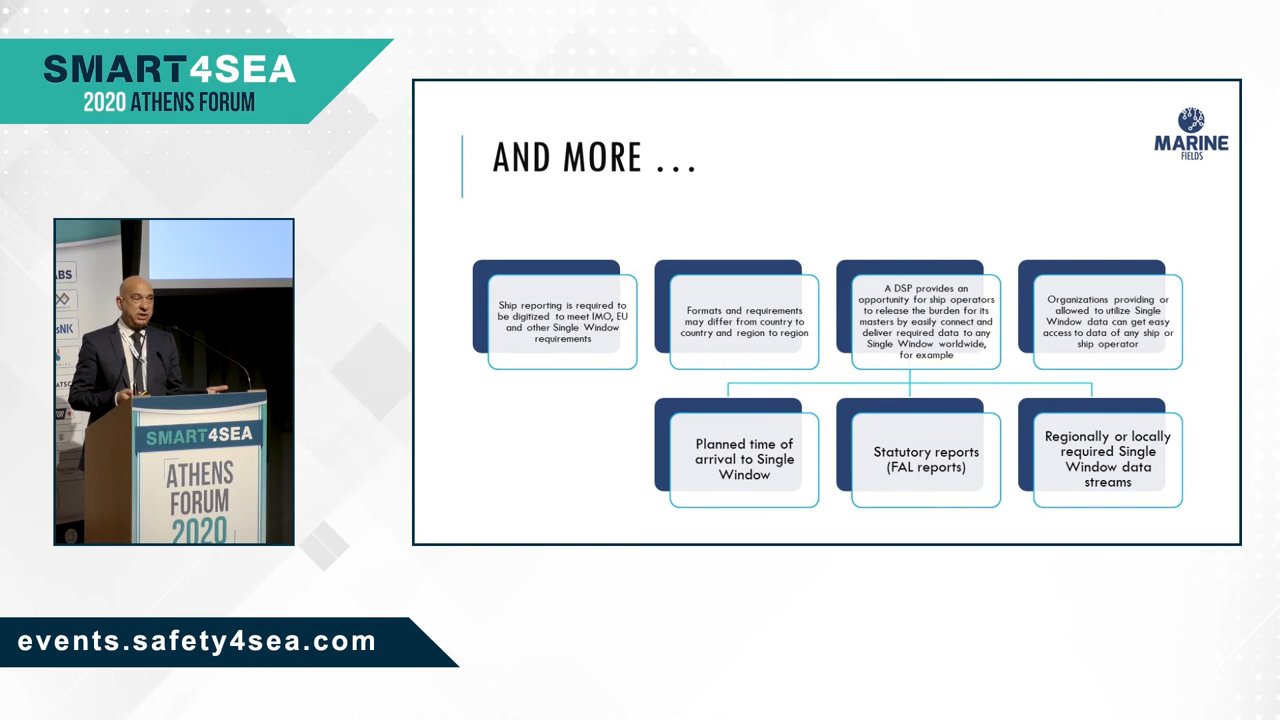 SMART4SEA
2020 ATHENS FORUM
AND MORE ...
MARINE
FIELDS
Ship reporting is required to
be digitized to meet IMO, EU
and other Single Window
requirements
Formats and requirements
may differ from country to
country and region to region
A DSP provides an
opportunity for ship operators
to release the burden for its
masters by easily connect and
deliver required data to any
Single Window worldwide,
for example
Organizations providing or
allowed to utilize Single
Window data can get easy
access to data of any ship or
ship operator
Planned time of
arrival to Single
Window
Statutory reports
(FAL reports)
Regionally or locally
required Single
Window data
streams
ABS
SMART4SEA
ATHENS
FORUM
2020
events.safety4sea.com